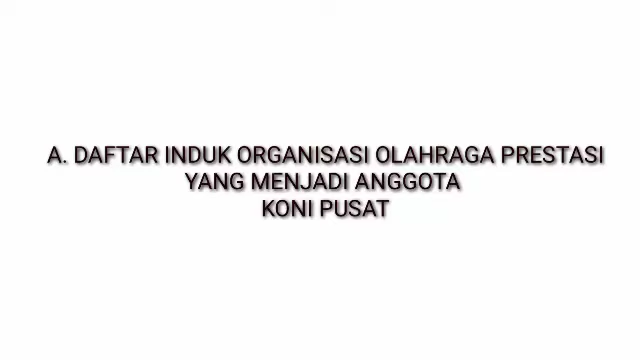 A. DAFTAR INDUK ORGANISASI OLAHRAGA PRESTASI
YANG MENJADI ANGGOTA
KONI PUSAT